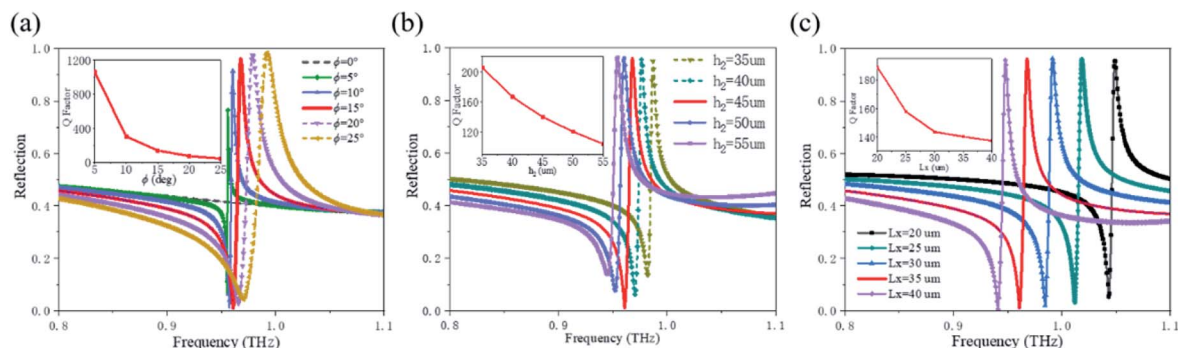 (a)
1.0
0.8
0.6
0.4
0.2
0.0
Reflection
0.8
0.9
1.0
1.1
Frequency (THz)
1200
800
400
0
Q Factor
5
10
15
20
25
ϕ (deg)
ϕ=0°
ϕ=5°
ϕ=10°
ϕ=15°
ϕ=20°
ϕ=25°
(b)
1.0
0.8
0.6
0.4
0.2
0.0
Reflection
0.8
0.9
1.0
1.1
Frequency (THz)
200
160
120
Q Factor
35
40
45
50
55
h₂ (um)
h₂=35um
h₂=40um
h₂=45um
h₂=50um
h₂=55um
(c)
1.0
0.8
0.6
0.4
0.2
0.0
Reflection
0.8
0.9
1.0
1.1
Frequency (THz)
190
180
160
140
Q Factor
20
25
30
35
40
Lx (um)
Lx=20 um
Lx=25 um
Lx=30 um
Lx=35 um
Lx=40 um